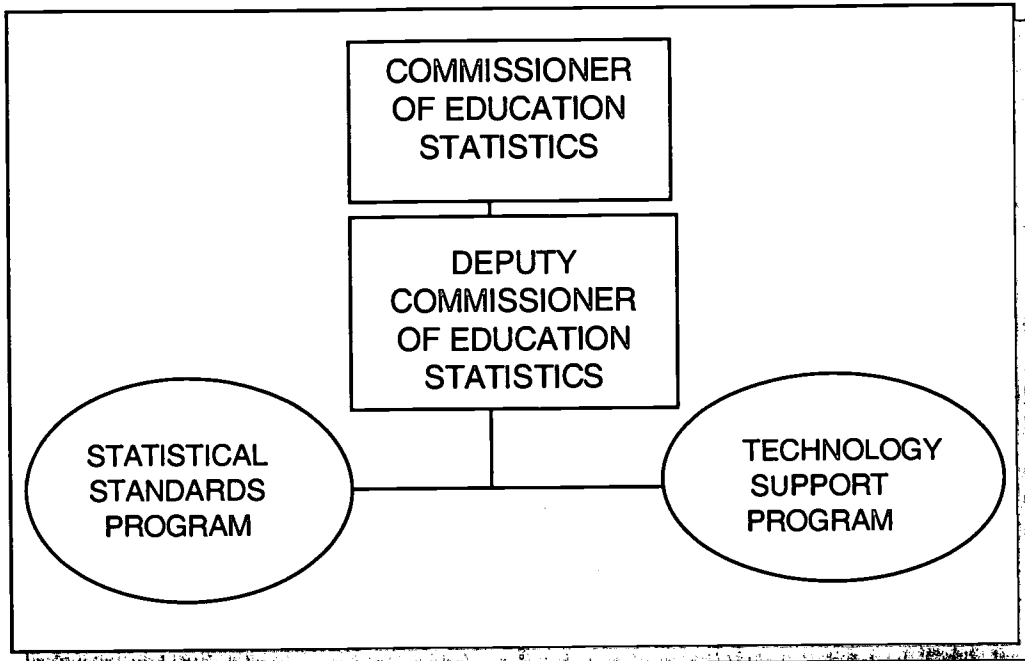 COMMISSIONER
OF EDUCATION
STATISTICS
DEPUTY
COMMISSIONER
OF EDUCATION
STATISTICS
STATISTICAL
STANDARDS
PROGRAM
TECHNOLOGY
SUPPORT
PROGRAM